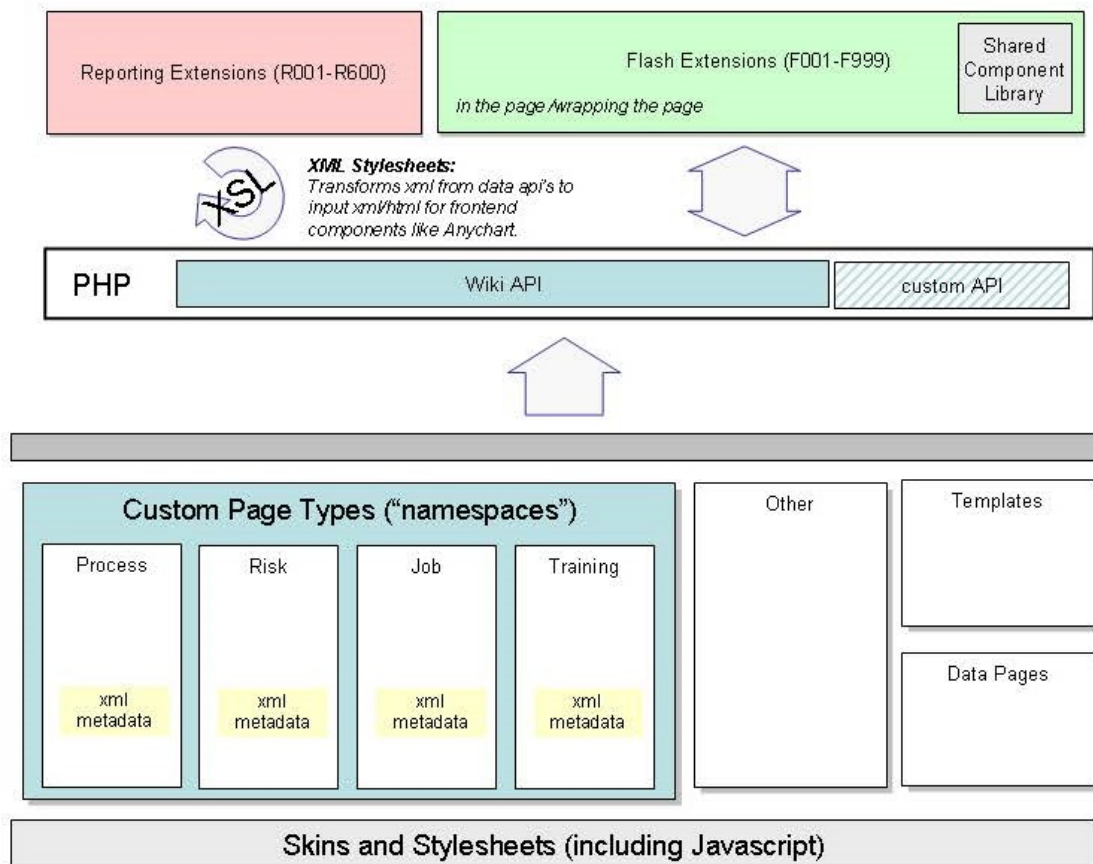 Reporting Extensions (R001-R600)
Flash Extensions (F001-F999)
in the page /wrapping the page
Shared
Component
Library
XSL
XML Stylesheets:
Transforms xml from data api's to
input xml/html for frontend
components like Anychart.
PHP
Wiki API
custom API
Custom Page Types (“namespaces”)
Process
xml
metadata
Risk
xml
metadata
Job
xml
metadata
Training
xml
metadata
Other
Templates
Data Pages
Skins and Stylesheets (including Javascript)